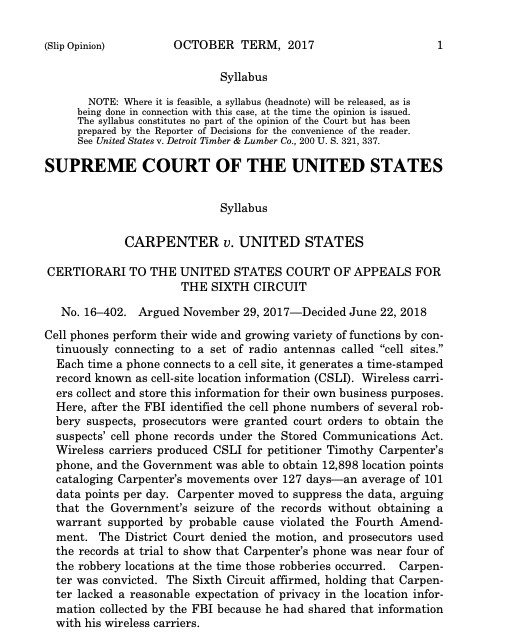 (Slip Opinion) OCTOBER TERM, 2017 1
Syllabus
NOTE: Where it is feasible, a syllabus (headnote) will be released, as is
being done in connection with this case, at the time the opinion is issued.
The syllabus constitutes no part of the opinion of the Court but has been
prepared by the Reporter of Decisions for the convenience of the reader.
See United States v. Detroit Timber & Lumber Co., 200 U. S. 321, 337.
SUPREME COURT OF THE UNITED STATES
Syllabus
CARPENTER v. UNITED STATES
CERTIORARI TO THE UNITED STATES COURT OF APPEALS FOR
THE SIXTH CIRCUIT
No. 16–402. Argued November 29, 2017—Decided June 22, 2018
Cell phones perform their wide and growing variety of functions by con-
tinuously connecting to a set of radio antennas called “cell sites.”
Each time a phone connects to a cell site, it generates a time-stamped
record known as cell-site location information (CSLI). Wireless carri-
ers collect and store this information for their own business purposes.
Here, after the FBI identified the cell phone numbers of several rob-
bery suspects, prosecutors were granted court orders to obtain the
suspects’ cell phone records under the Stored Communications Act.
Wireless carriers produced CSLI for petitioner Timothy Carpenter’s
phone, and the Government was able to obtain 12,898 location points
cataloging Carpenter’s movements over 127 days—an average of 101
data points per day. Carpenter moved to suppress the data, arguing
that the Government’s seizure of the records without obtaining a
warrant supported by probable cause violated the Fourth Amend-
ment. The District Court denied the motion, and prosecutors used
the records at trial to show that Carpenter’s phone was near four of
the robbery locations at the time those robberies occurred. Carpen-
ter was convicted. The Sixth Circuit affirmed, holding that Carpen-
ter lacked a reasonable expectation of privacy in the location infor-
mation collected by the FBI because he had shared that information
with his wireless carriers.